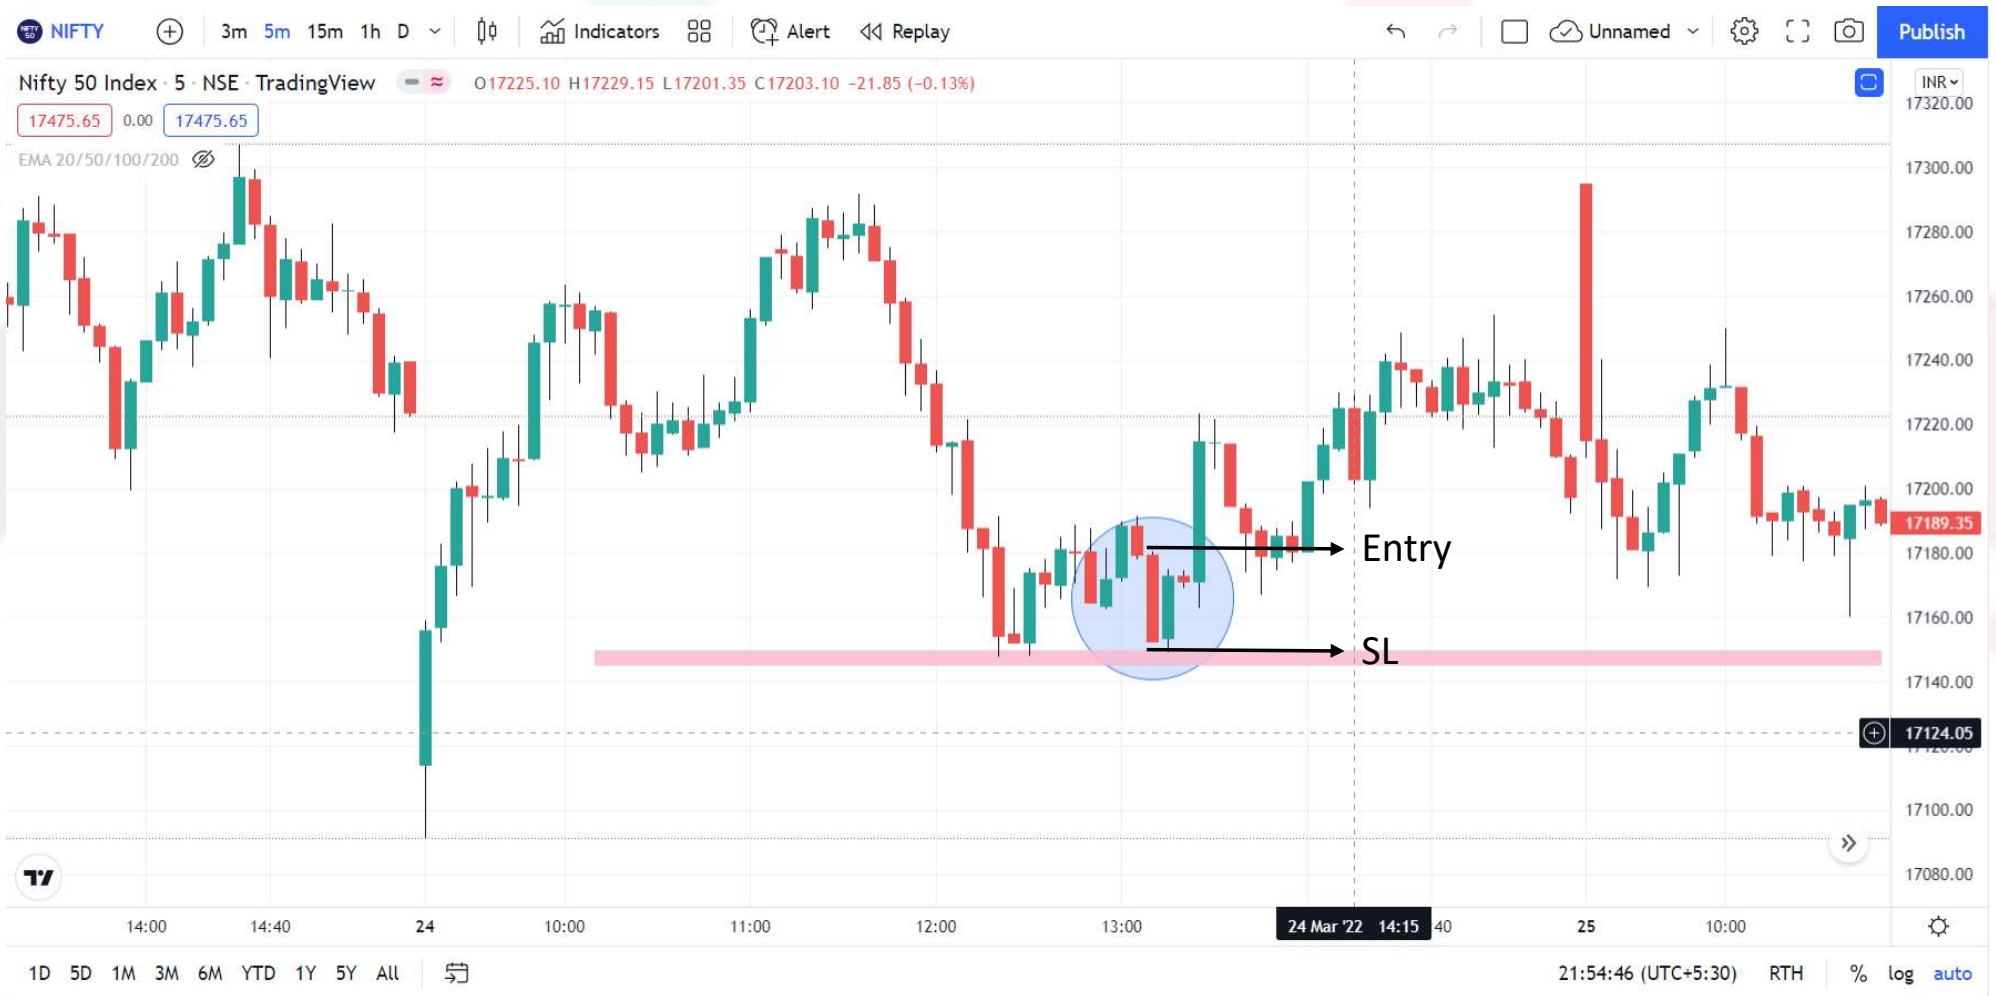 NIFTY 50 NIFTY 3m 5m 15m 1h D Indicators Alert Replay Unnamed Publish
Nifty 50 Index · 5 · NSE · TradingView O17225.10 H17229.15 L17201.35 C17203.10 −21.85 (−0.13%) INR
17475.65 0.00 17475.65
EMA 20/50/100/200
17320.00
17300.00
17280.00
17260.00
17240.00
17220.00
17200.00
17189.35
17180.00
17160.00
17140.00
17124.05
17100.00
17080.00
Entry
SL
14:00 14:40 24 10:00 11:00 12:00 13:00 24 Mar '22 14:15 :40 25 10:00
1D 5D 1M 3M 6M YTD 1Y 5Y All 21:54:46 (UTC+5:30) RTH % log auto